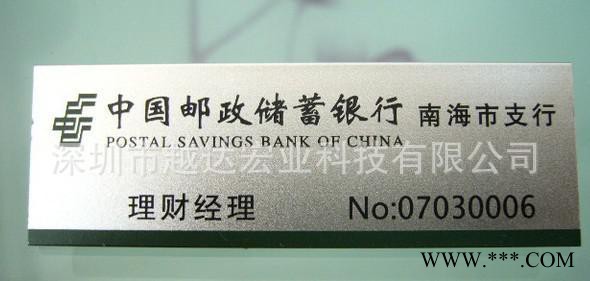 中国邮政储蓄银行 南海市支行
POSTAL SAVINGS BANK OF CHINA
深圳市越达宏业科技有限公司
理财经理 No:07030006
WWW.***.COM